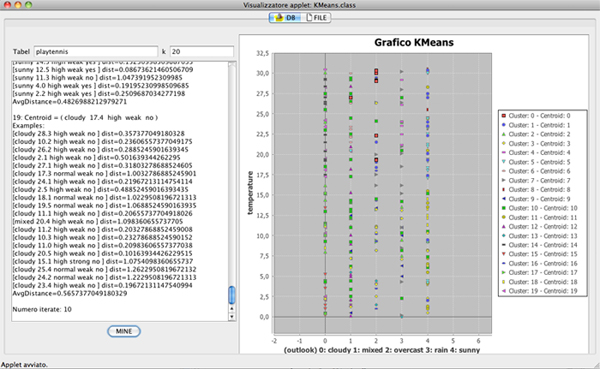 Visualizzatore applet: KMeans.class
DB FILE
Tabel playtennis k 20
[sunny 12.5 high weak yes ] dist=0.08673621460506709
[sunny 11.3 high weak no ] dist=1.047391952309985
[sunny 4.0 high weak yes ] dist=0.191952309509685
[sunny 2.2 high weak yes ] dist=0.2509687034277198
AvgDistance=0.4826988212979271
19: Centroid = ( cloudy 17.4 high weak no )
Examples:
[cloudy 28.3 high weak no ] dist=0.357377049180328
[cloudy 10.2 high weak no ] dist=0.2360655737704917​5
[cloudy 26.2 high weak no ] dist=0.28852459016393​45
[cloudy 2.1 high weak no ] dist=0.501639344262295
[cloudy 27.1 high weak no ] dist=0.3180327868852459
[cloudy 17.3 normal weak no ] dist=1.0032786885245901
[cloudy 24.1 high weak no ] dist=0.21967213114754114
[cloudy 2.5 high weak no ] dist=0.48852459016393435
[cloudy 18.1 normal weak no ] dist=1.0229508196721313
[cloudy 19.5 normal weak no ] dist=1.0688524590163935
[cloudy 11.1 high weak no ] dist=0.20655737704918026
[mixed 20.4 high weak no ] dist=1.098360655737705
[cloudy 11.2 high weak no ] dist=0.20327868852459008
[cloudy 10.3 high weak no ] dist=0.23278688524590163
[cloudy 11.0 high weak no ] dist=0.20983606557377038
[cloudy 20.5 high weak no ] dist=0.10163934426229515
[cloudy 15.1 high strong no ] dist=1.0754098360655737
[cloudy 25.4 normal weak no ] dist=1.2622950819672132
[cloudy 24.2 normal weak no ] dist=1.2229508196721313
[cloudy 23.4 high weak no ] dist=0.19672131147540994
AvgDistance=0.5657377049180329
Numero iterate: 10
MINE
Applet avviato.
Grafico KMeans
temperature
32,5
30,0
27,5
25,0
22,5
20,0
17,5
15,0
12,5
10,0
7,5
5,0
2,5
0,0
-2 -1 0 1 2 3 4 5 6
(outlook) 0: cloudy 1: mixed 2: overcast 3: rain 4: sunny
Cluster: 0 - Centroid: 0
Cluster: 1 - Centroid: 1
Cluster: 2 - Centroid: 2
Cluster: 3 - Centroid: 3
Cluster: 4 - Centroid: 4
Cluster: 5 - Centroid: 5
Cluster: 6 - Centroid: 6
Cluster: 7 - Centroid: 7
Cluster: 8 - Centroid: 8
Cluster: 9 - Centroid: 9
Cluster: 10 - Centroid: 10
Cluster: 11 - Centroid: 11
Cluster: 12 - Centroid: 12
Cluster: 13 - Centroid: 13
Cluster: 14 - Centroid: 14
Cluster: 15 - Centroid: 15
Cluster: 16 - Centroid: 16
Cluster: 17 - Centroid: 17
Cluster: 18 - Centroid: 18
Cluster: 19 - Centroid: 19